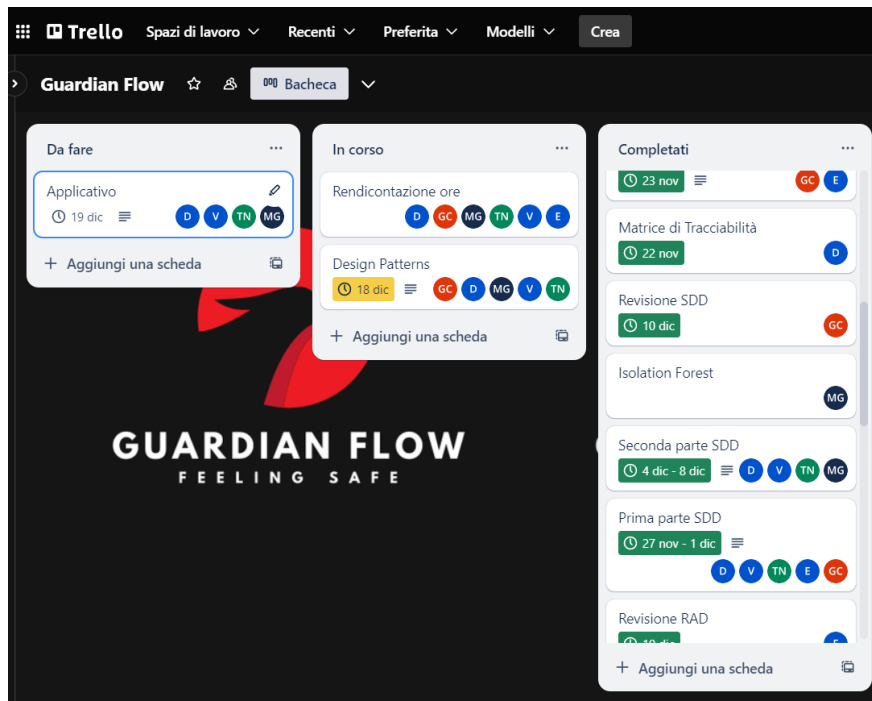 Trello Spazi di lavoro Recenti Preferita Modelli Crea
Guardian Flow Bacheca
Da fare
Applicativo
19 dic D V TN MG
+ Aggiungi una scheda
In corso
Rendicontazione ore
D GC MG TN V E
Design Patterns
18 dic GC D MG V TN
+ Aggiungi una scheda
Completati
23 nov GC E
Matrice di Tracciabilità
22 nov D
Revisione SDD
10 dic GC
Isolation Forest
MG
Seconda parte SDD
4 dic - 8 dic D V TN MG
Prima parte SDD
27 nov - 1 dic
D V TN E GC
Revisione RAD
+ Aggiungi una scheda
GUARDIAN FLOW
FEELING SAFE